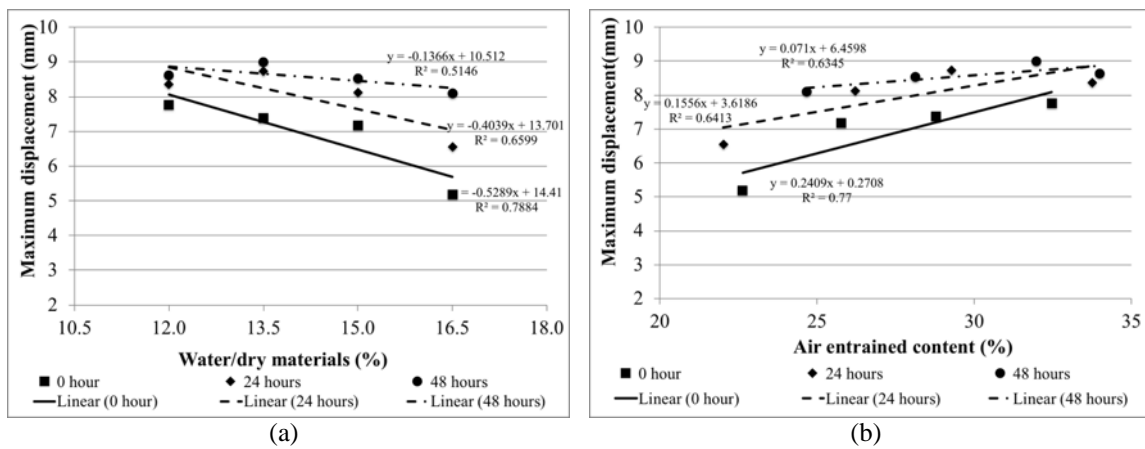 Maximum displacement (mm)
10
9
8
7
6
5
4
3
2
y = -0.1366x + 10.512
R² = 0.5146
-0.4039x + 13.701
R² = 0.6599
= -0.5289x + 14.41
R² = 0.7884
10.5 12.0 13.5 15.0 16.5 18.0
Water/dry materials (%)
0 hour 24 hours 48 hours
Linear (0 hour) Linear (24 hours) Linear (48 hours)
(a)
Maximum displacement(mm)
10
9
8
7
6
5
4
3
2
y = 0.071x + 6.4598
R² = 0.6345
y = 0.1556x + 3.6186
R² = 0.6413
y = 0.2409x + 0.2708
R² = 0.77
20 25 30 35
Air entrained content (%)
0 hour 24 hours 48 hours
Linear (0 hour) Linear (24 hours) Linear (48 hours)
(b)